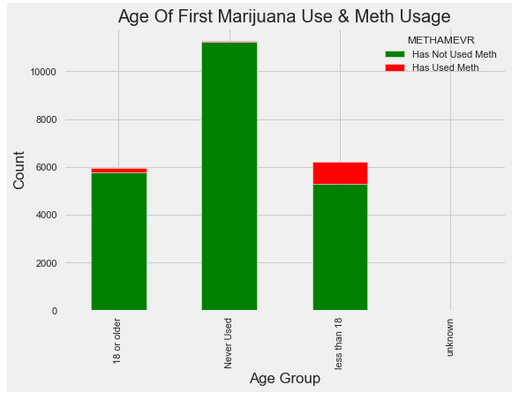 Age Of First Marijuana Use & Meth Usage
METHAMEVR
Has Not Used Meth
Has Used Meth
Count
10000
8000
6000
4000
2000
0
18 or older
Never Used
less than 18
unknown
Age Group